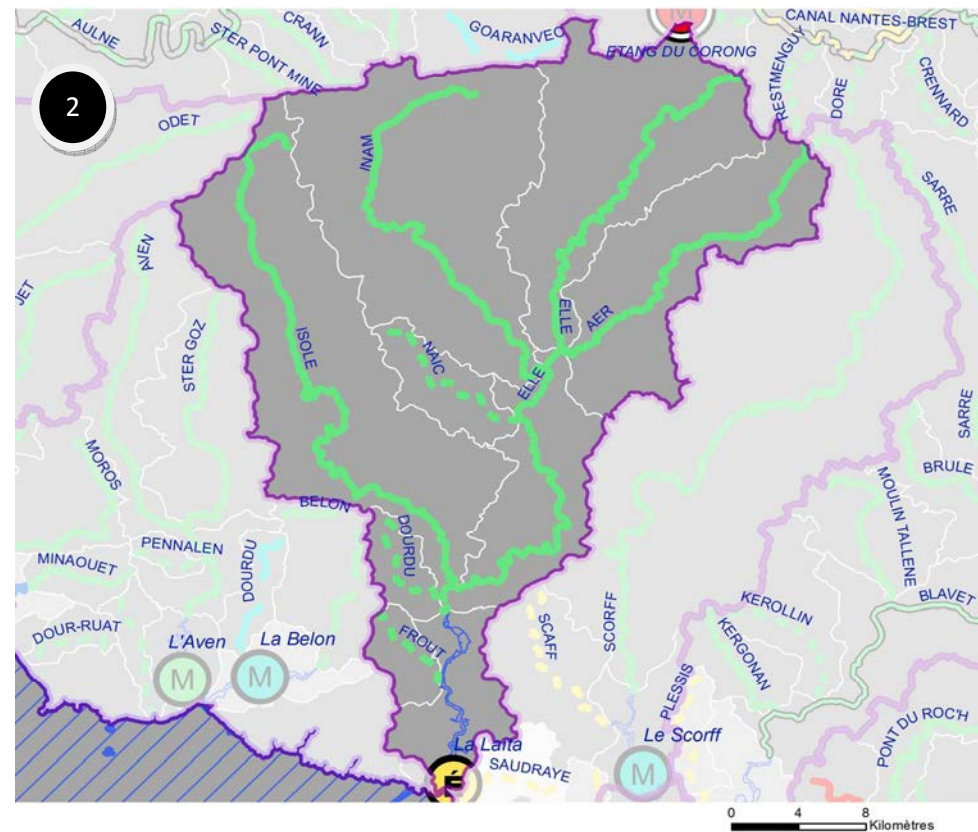 AULNE
STER PONT MINE
CRANN
GOARANVEC
M
ETANG DU CORONG
CANAL NANTES-BREST
RESTMENGUY
DORE
CRENNARD
2
ODET
INAM
SARRE
AVEN
JET
STER GOZ
ISOLE
NAIC
ELLE
AER
ELLE
SARRE
BRULE
MOROS
MOULIN TALLENE
BELON
DOURDU
PENNALEN
MINAOUET
DOURDU
BLAVET
KEROLLIN
DOUR-RUAT
L'Aven
La Belon
FROUT
SCAFF
SCORFF
KERGONAN
PLESSIS
M
M
PONT DU ROC'H
La Laïta
Le Scorff
É
SAUDRAYE
M
0 4 8
Kilomètres